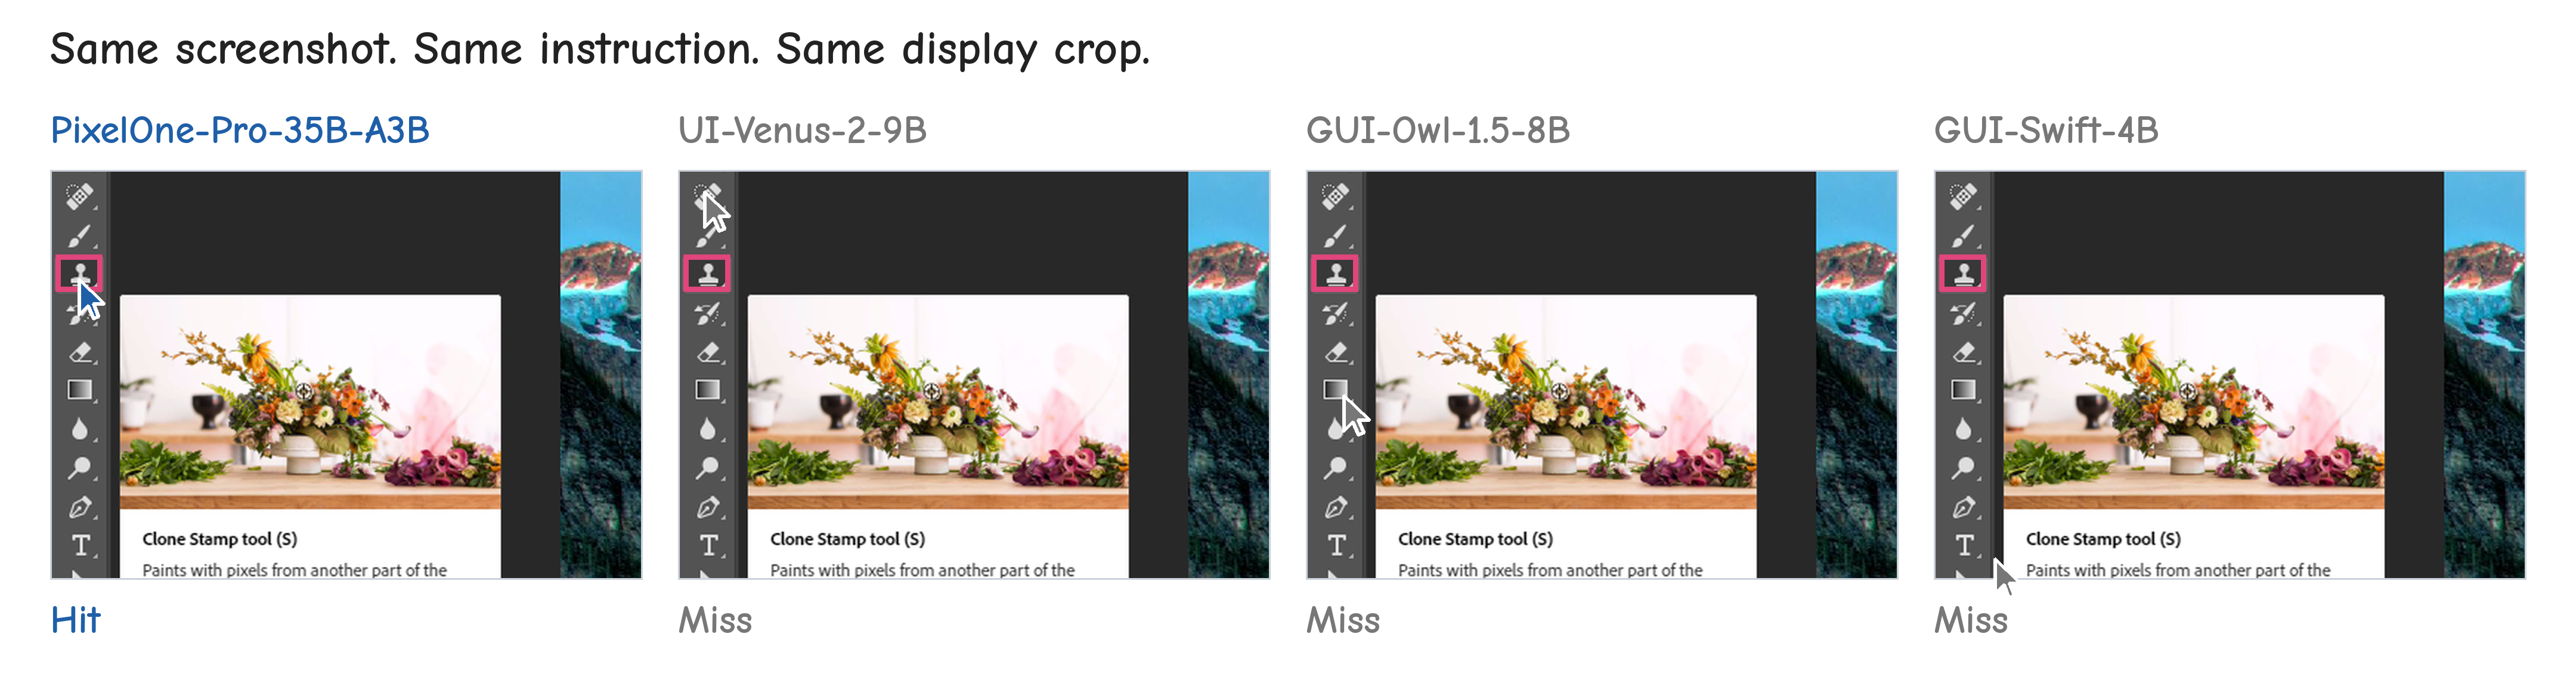 Same screenshot. Same instruction. Same display crop.
PixelOne-Pro-35B-A3B
UI-Venus-2-9B
GUI-Owl-1.5-8B
GUI-Swift-4B
T
Clone Stamp tool (S)
Paints with pixels from another part of the
T
Clone Stamp tool (S)
Paints with pixels from another part of the
T
Clone Stamp tool (S)
Paints with pixels from another part of the
T
Clone Stamp tool (S)
Paints with pixels from another part of the
Hit
Miss
Miss
Miss